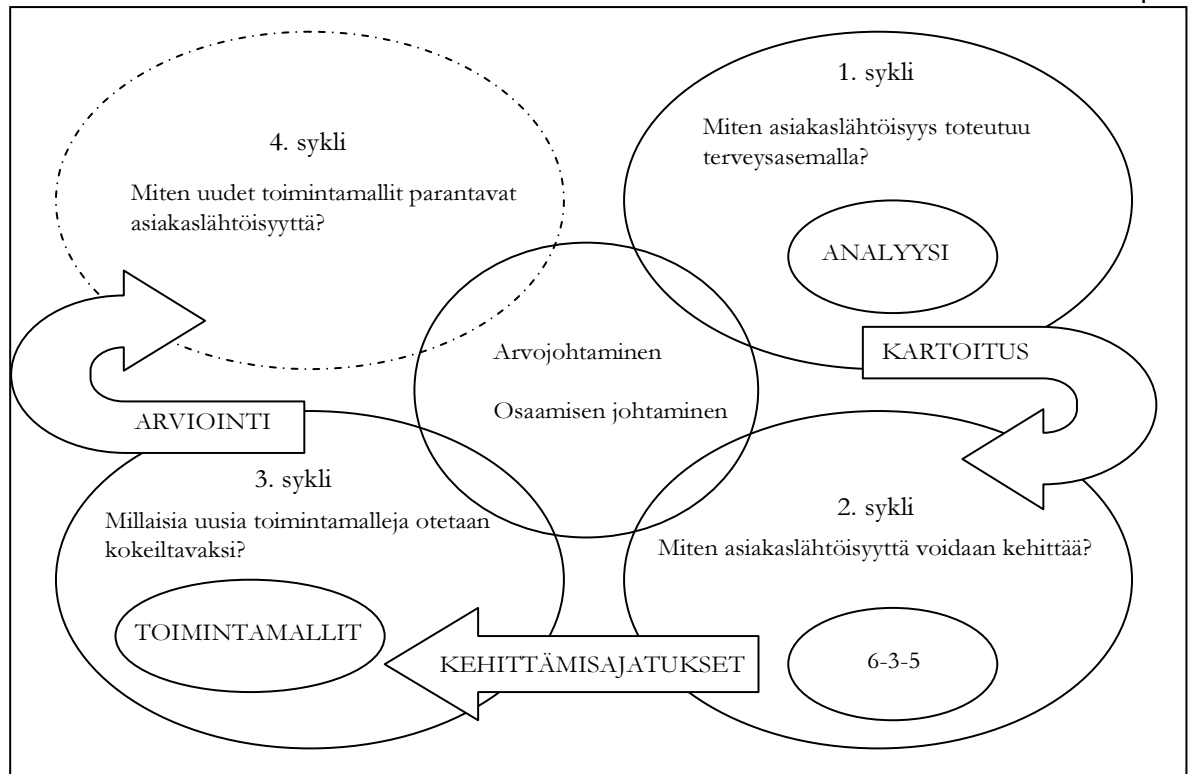 1. sykli
Miten asiakaslähtöisyys toteutuu
terveysasemalla?
ANALYYSI
KARTOITUS
2. sykli
Miten asiakaslähtöisyyttä voidaan kehittää?
6-3-5
KEHITTÄMISAJATUKSET
3. sykli
Millaisia uusia toimintamalleja otetaan
kokeiltavaksi?
TOIMINTAMALLIT
ARVIOINTI
4. sykli
Miten uudet toimintamallit parantavat
asiakaslähtöisyyttä?
Arvojohtaminen
Osaamisen johtaminen